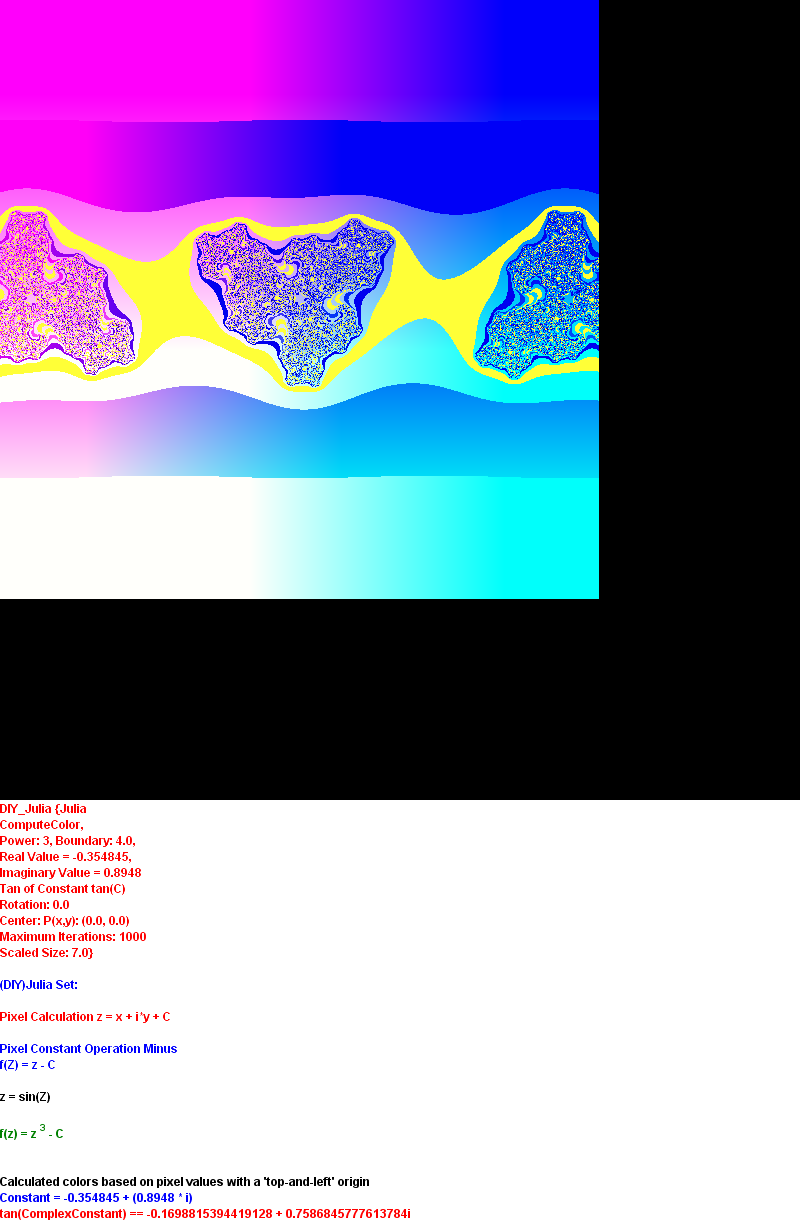 DIY_Julia {Julia
ComputeColor,
Power: 3, Boundary: 4.0,
Real Value = -0.354845,
Imaginary Value = 0.8948
Tan of Constant tan(C)
Rotation: 0.0
Center: P(x,y): (0.0, 0.0)
Maximum Iterations: 1000
Scaled Size: 7.0}
(DIY)Julia Set:
Pixel Calculation z = x + i*y + C
Pixel Constant Operation Minus
f(Z) = z - C
z = sin(Z)
f(z) = z ³ - C
Calculated colors based on pixel values with a 'top-and-left' origin
Constant = -0.354845 + (0.8948 * i)
tan(ComplexConstant) == -0.1698815394419128 + 0.7586845777613784i